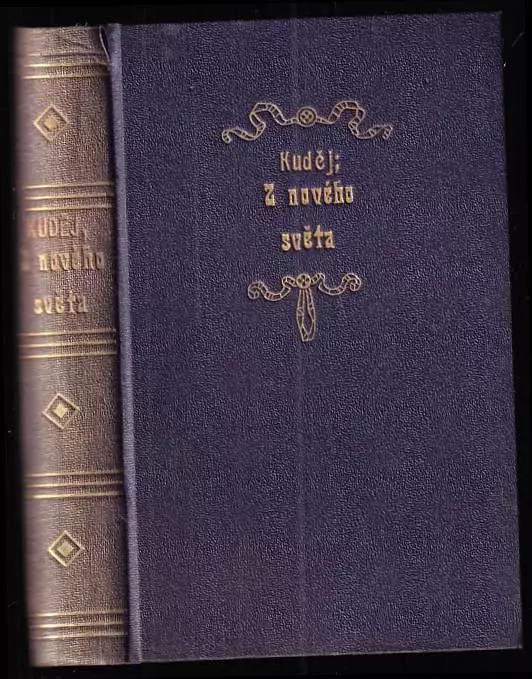 KUDĚJ;
Z nového
světa
Kuděj;
Z nového
světa